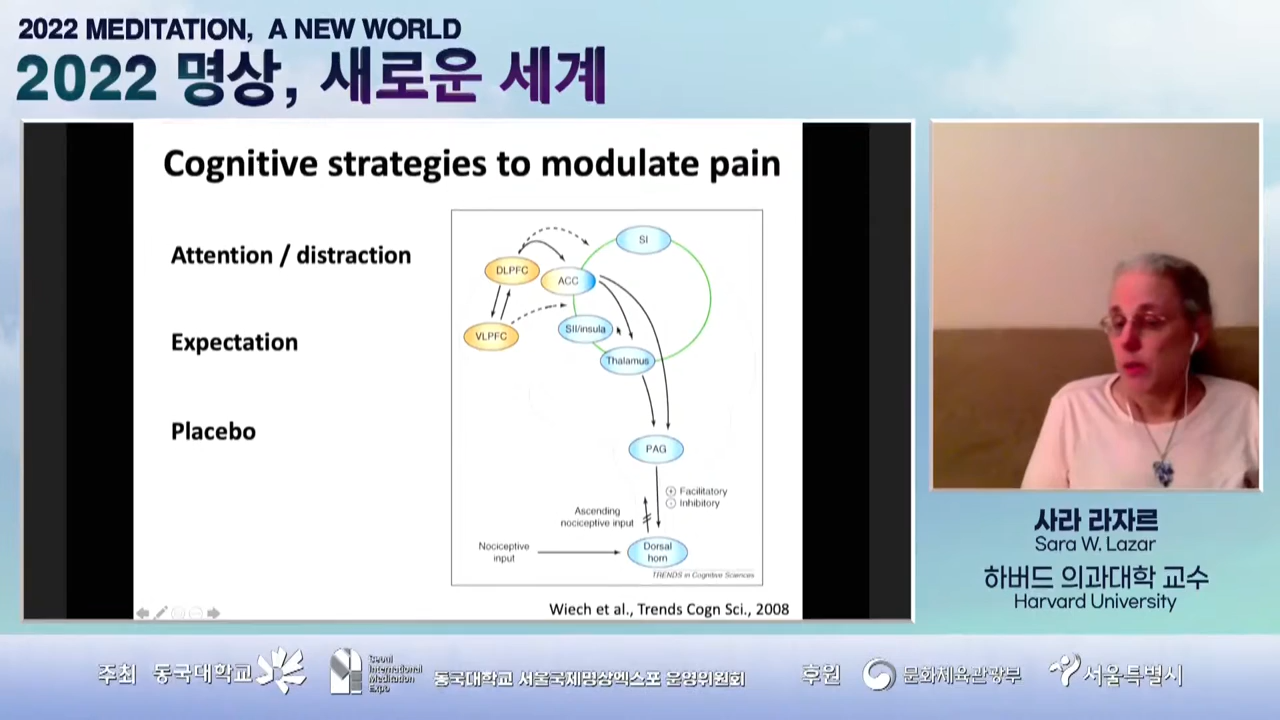 2022 MEDITATION, A NEW WORLD
2022 명상, 새로운 세계
Cognitive strategies to modulate pain
Attention / distraction
Expectation
Placebo
SI
DLPFC
ACC
SII/insula
VLPFC
Thalamus
PAG
+ Facilitatory
- Inhibitory
Ascending
nociceptive input
Nociceptive
input
Dorsal
horn
TRENDS in Cognitive Sciences
Wiech et al., Trends Cogn Sci., 2008
사라 라자르
Sara W. Lazar
하버드 의과대학 교수
Harvard University
주최 동국대학교
Seoul
International
Meditation
Expo
동국대학교 서울국제명상엑스포 운영위원회
후원 문화체육관광부 서울특별시